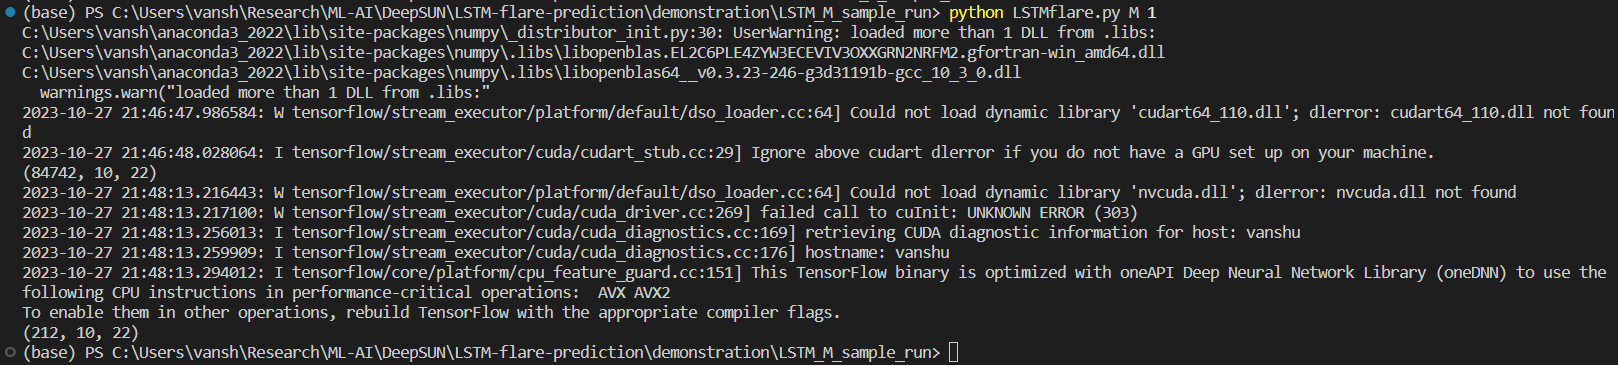 (base) PS C:\Users\vansh\Research\ML-AI\DeepSUN\LSTM-flare-prediction\demonstration\LSTM_M_sample_run> python LSTMflare.py M 1
C:\Users\vansh\anaconda3_2022\lib\site-packages\numpy\_distributor_init.py:30: UserWarning: loaded more than 1 DLL from .libs:
C:\Users\vansh\anaconda3_2022\lib\site-packages\numpy\.libs\libopenblas.EL2C6PLE4ZYW3ECEVIV3OXXGRN2NRFM2.gfortran-win_amd64.dll
C:\Users\vansh\anaconda3_2022\lib\site-packages\numpy\.libs\libopenblas64__v0.3.23-246-g3d31191b-gcc_10_3_0.dll
  warnings.warn("loaded more than 1 DLL from .libs:"
2023-10-27 21:46:47.986584: W tensorflow/stream_executor/platform/default/dso_loader.cc:64] Could not load dynamic library 'cudart64_110.dll'; dlerror: cudart64_110.dll not foun
d
2023-10-27 21:46:48.028064: I tensorflow/stream_executor/cuda/cudart_stub.cc:29] Ignore above cudart dlerror if you do not have a GPU set up on your machine.
(84742, 10, 22)
2023-10-27 21:48:13.216443: W tensorflow/stream_executor/platform/default/dso_loader.cc:64] Could not load dynamic library 'nvcuda.dll'; dlerror: nvcuda.dll not found
2023-10-27 21:48:13.217100: W tensorflow/stream_executor/cuda/cuda_driver.cc:269] failed call to cuInit: UNKNOWN ERROR (303)
2023-10-27 21:48:13.256013: I tensorflow/stream_executor/cuda/cuda_diagnostics.cc:169] retrieving CUDA diagnostic information for host: vanshu
2023-10-27 21:48:13.259909: I tensorflow/stream_executor/cuda/cuda_diagnostics.cc:176] hostname: vanshu
2023-10-27 21:48:13.294012: I tensorflow/core/platform/cpu_feature_guard.cc:151] This TensorFlow binary is optimized with oneAPI Deep Neural Network Library (oneDNN) to use the
following CPU instructions in performance-critical operations:  AVX AVX2
To enable them in other operations, rebuild TensorFlow with the appropriate compiler flags.
(212, 10, 22)
(base) PS C:\Users\vansh\Research\ML-AI\DeepSUN\LSTM-flare-prediction\demonstration\LSTM_M_sample_run>